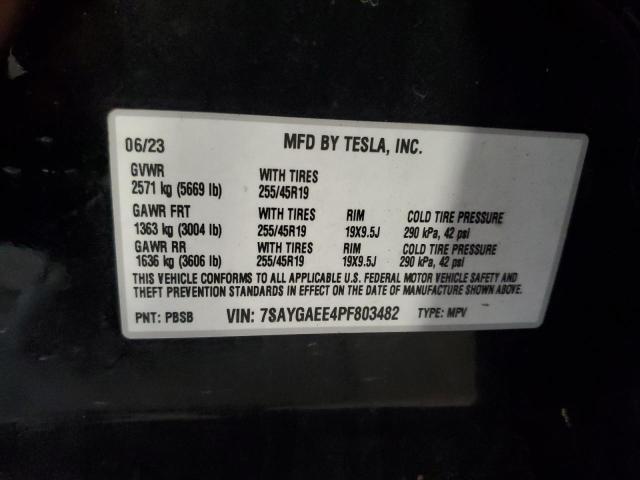 06/23 MFD BY TESLA, INC.
GVWR WITH TIRES
2571 kg (5669 lb) 255/45R19
GAWR FRT WITH TIRES RIM COLD TIRE PRESSURE
1363 kg (3004 lb) 255/45R19 19X9.5J 290 kPa, 42 psi
GAWR RR WITH TIRES RIM COLD TIRE PRESSURE
1636 kg (3606 lb) 255/45R19 19X9.5J 290 kPa, 42 psi
THIS VEHICLE CONFORMS TO ALL APPLICABLE U.S. FEDERAL MOTOR VEHICLE SAFETY AND
THEFT PREVENTION STANDARDS IN EFFECT ON THE DATE OF MANUFACTURE SHOWN ABOVE.
PNT: PBSB VIN: 7SAYGAEE4PF803482 TYPE: MPV